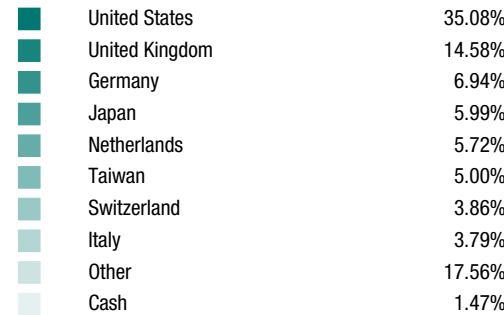 United States 35.08%
United Kingdom 14.58%
Germany 6.94%
Japan 5.99%
Netherlands 5.72%
Taiwan 5.00%
Switzerland 3.86%
Italy 3.79%
Other 17.56%
Cash 1.47%